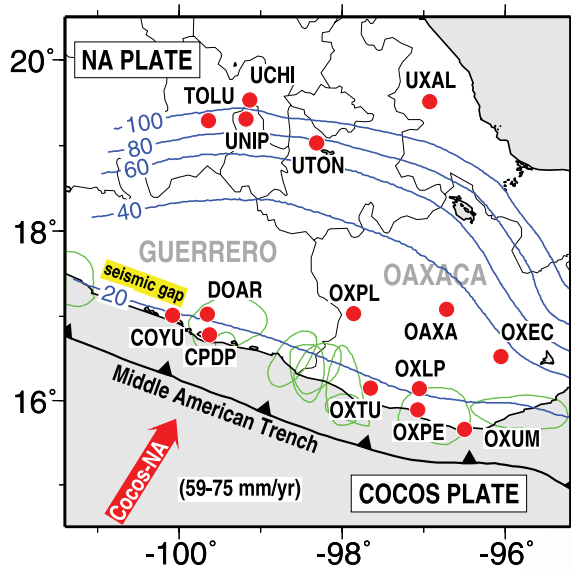 20°
18°
16°
-100°
-98°
-96°
NA PLATE
UCHI
TOLU
UXAL
UNIP
UTON
-100
-80
60
40
20
GUERRERO
OAXACA
seismic gap
DOAR
OXPL
OAXA
OXEC
COYU
CPDP
OXLP
OXTU
OXPE
OXUM
Middle American Trench
Cocos-NA
(59-75 mm/yr)
COCOS PLATE